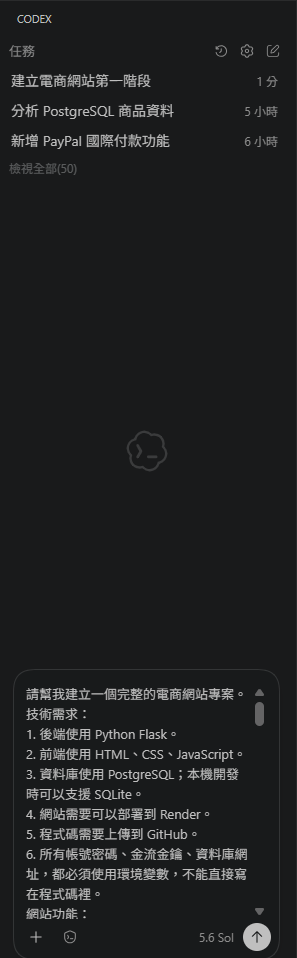 CODEX
任務
建立電商網站第一階段 1 分
分析 PostgreSQL 商品資料 5 小時
新增 PayPal 國際付款功能 6 小時
檢視全部(50)
請幫我建立一個完整的電商網站專案。
技術需求：
1. 後端使用 Python Flask。
2. 前端使用 HTML、CSS、JavaScript。
3. 資料庫使用 PostgreSQL；本機開發
時可以支援 SQLite。
4. 網站需要可以部署到 Render。
5. 程式碼需要上傳到 GitHub。
6. 所有帳號密碼、金流金鑰、資料庫網
址，都必須使用環境變數，不能直接寫
在程式碼裡。
網站功能：
5.6 Sol